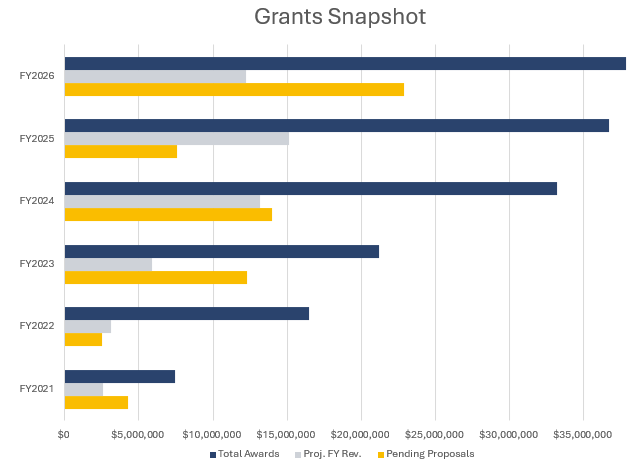 Grants Snapshot
FY2026
FY2025
FY2024
FY2023
FY2022
FY2021
$0 $5,000,000 $10,000,000 $15,000,000 $20,000,000 $25,000,000 $30,000,000 $35,000,000
Total Awards Proj. FY Rev. Pending Proposals